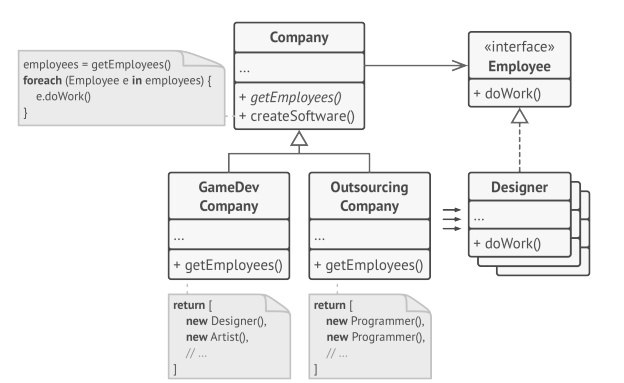 Company
...
+ getEmployees()
+ createSoftware()
employees = getEmployees()
foreach (Employee e in employees) {
e.doWork()
}
«interface»
Employee
+ doWork()
GameDev
Company
...
+ getEmployees()
Outsourcing
Company
...
+ getEmployees()
Designer
...
+ doWork()
return [
new Designer(),
new Artist(),
// ...
]
return [
new Programmer(),
new Programmer(),
// ...
]